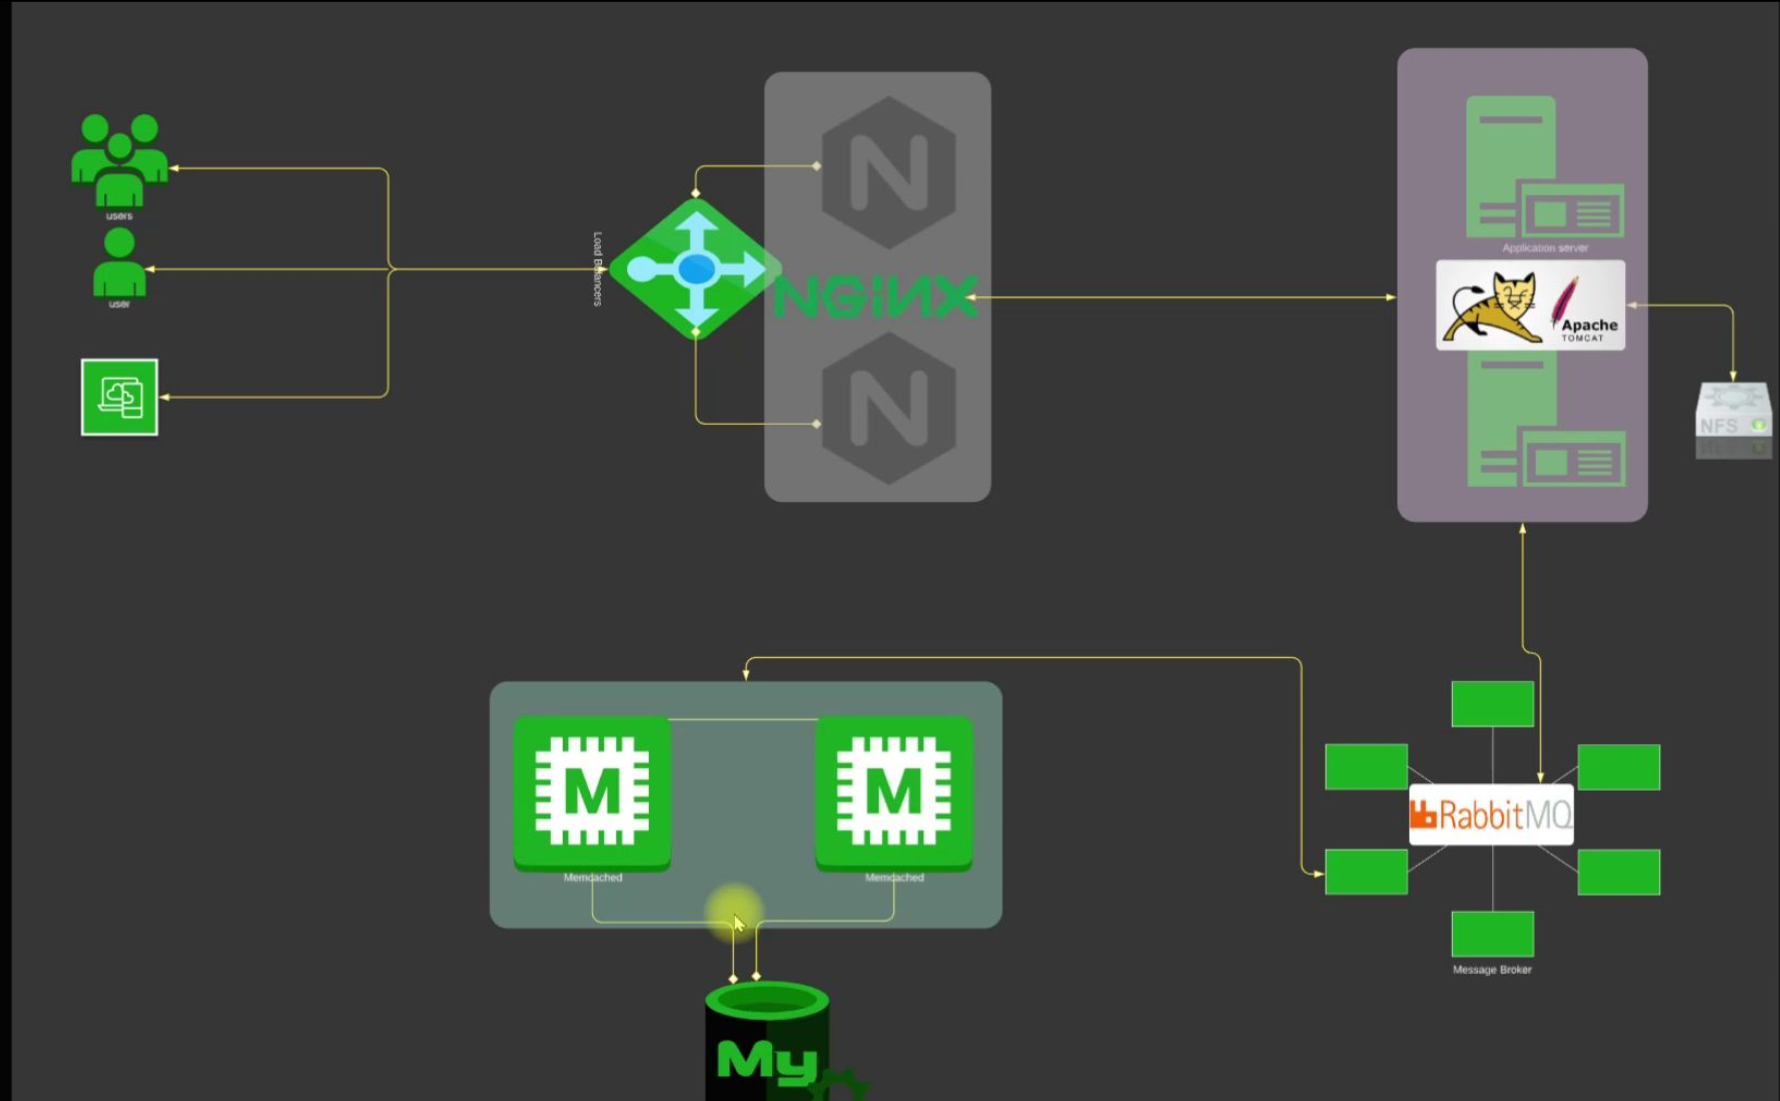 users
user
Load Balancers
N
NGINX
N
Application server
Apache
TOMCAT
NFS
M
M
Memcached
Memcached
RabbitMQ
Message Broker
My